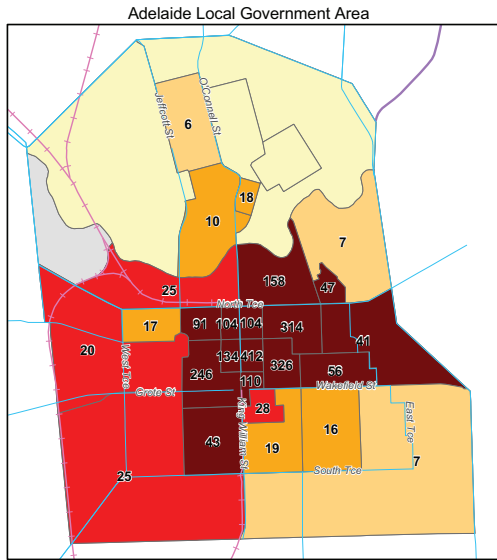 Adelaide Local Government Area
Jeffcott St
O'Connell St
6
10
18
7
158
47
25
North Tce
17
91
104
104
314
41
20
134
412
326
56
246
110
West Tce
Grote St
Wakefield St
28
King William St
43
19
16
East Tce
7
25
South Tce